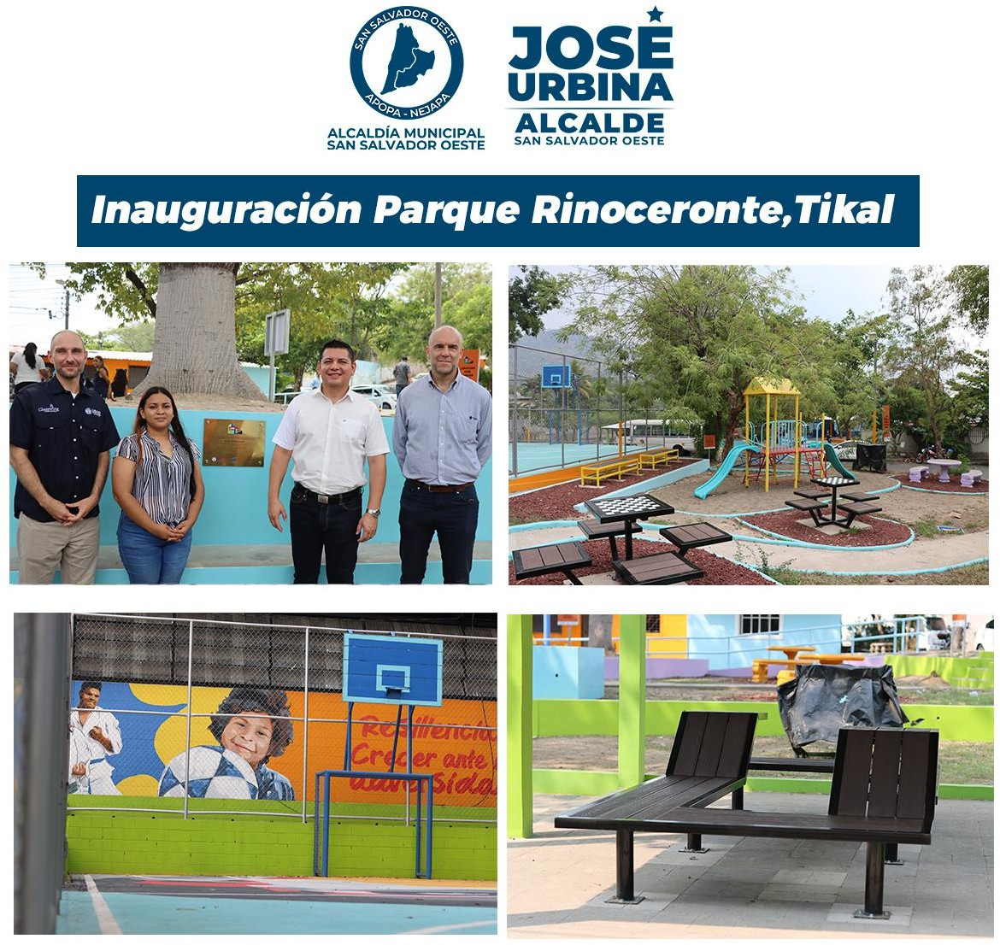 SAN SALVADOR OESTE
APOPA - NEJAPA
ALCALDÍA MUNICIPAL
SAN SALVADOR OESTE
JOSÉ
URBINA
ALCALDE
SAN SALVADOR OESTE
Inauguración Parque Rinoceronte,Tikal
Glasswing
Resiliencia
Crecer ante